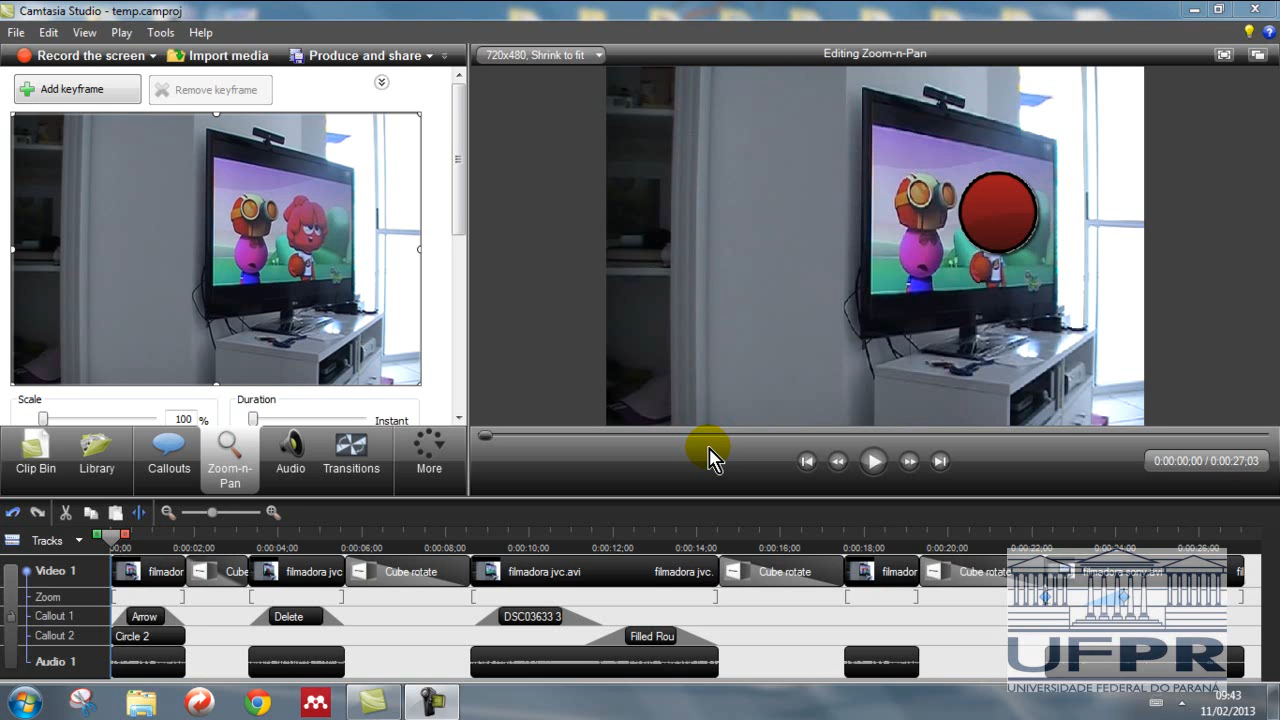 Camtasia Studio - temp.camproj
File Edit View Play Tools Help
Record the screen Import media Produce and share
720x480, Shrink to fit
Editing Zoom-n-Pan
Add keyframe
Remove keyframe
Scale
Duration
100 %
Instant
Clip Bin
Library
Callouts
Zoom-n-Pan
Audio
Transitions
More
0:00:00;00 / 0:00:27;03
Tracks
0:00:02;00 0:00:04;00 0:00:06;00 0:00:08;00 0:00:10;00 0:00:12;00 0:00:14;00 0:00:16;00 0:00:18;00 0:00:20;00 0:00:22;00 0:00:24;00 0:00:26;00
Video 1
filmador
Cube
filmadora jvc
Cube rotate
filmadora jvc.avi
filmadora jvc.
Cube rotate
filmador
Cube rotate
filmadora sony.avi
Zoom
Callout 1
Arrow
Delete
DSC03633 3
Callout 2
Circle 2
Filled Rou
Audio 1
UFPR
UNIVERSIDADE FEDERAL DO PARANÁ
09:43
11/02/2013